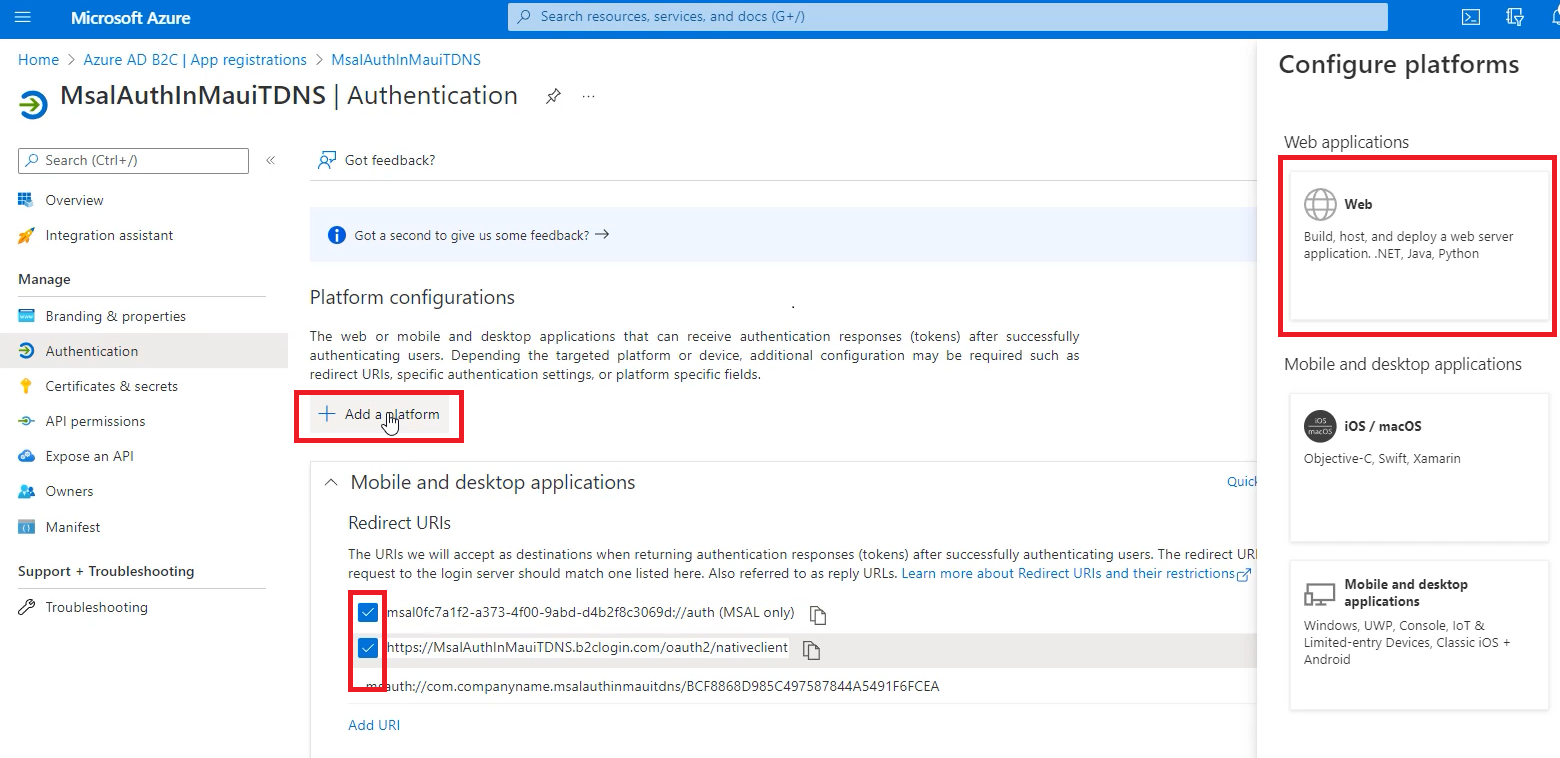 Microsoft Azure
Search resources, services, and docs (G+/)
Home > Azure AD B2C | App registrations > MsalAuthInMauiTDNS
MsalAuthInMauiTDNS | Authentication
Search (Ctrl+/)
Overview
Integration assistant
Manage
Branding & properties
Authentication
Certificates & secrets
API permissions
Expose an API
Owners
Manifest
Support + Troubleshooting
Troubleshooting
Got feedback?
Got a second to give us some feedback?
Platform configurations
The web or mobile and desktop applications that can receive authentication responses (tokens) after successfully
authenticating users. Depending the targeted platform or device, additional configuration may be required such as
redirect URIs, specific authentication settings, or platform specific fields.
Add a platform
Mobile and desktop applications
Quick
Redirect URIs
The URIs we will accept as destinations when returning authentication responses (tokens) after successfully authenticating users. The redirect URI
request to the login server should match one listed here. Also referred to as reply URLs. Learn more about Redirect URIs and their restrictions
msal0fc7a1f2-a373-4f00-9abd-d4b2f8c3069d://auth (MSAL only)
https://MsalAuthInMauiTDNS.b2clogin.com/oauth2/nativeclient
msauth://com.companyname.msalauthinmauitdns/BCF8868D985C497587844A5491F6FCEA
Add URI
Configure platforms
Web applications
Web
Build, host, and deploy a web server
application. .NET, Java, Python
Mobile and desktop applications
iOS
macOS
iOS / macOS
Objective-C, Swift, Xamarin
Mobile and desktop
applications
Windows, UWP, Console, IoT &
Limited-entry Devices, Classic iOS +
Android